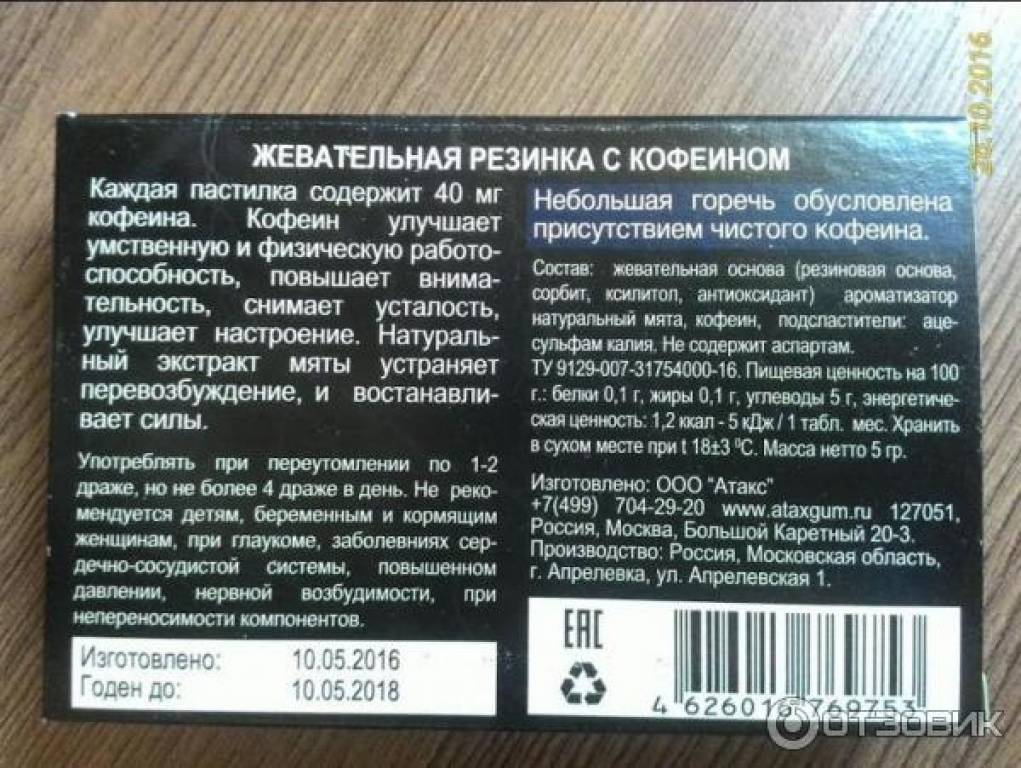 ЖЕВАТЕЛЬНАЯ РЕЗИНКА С КОФЕИНОМ
Каждая пастилка содержит 40 мг
кофеина. Кофеин улучшает
умственную и физическую работо-
способность, повышает внима-
тельность, снимает усталость,
улучшает настроение. Натураль-
ный экстракт мяты устраняет
перевозбуждение, и востанавли-
вает силы.
Употреблять при переутомлении по 1-2
драже, но не более 4 драже в день. Не реко-
мендуется детям, беременным и кормящим
женщинам, при глаукоме, заболевниях сер-
дечно-сосудистой системы, повышенном
давлении, нервной возбудимости, при
непереносимости компонентов.
Изготовлено: 10.05.2016
Годен до: 10.05.2018
Небольшая горечь обусловлена
присутствием чистого кофеина.
Состав: жевательная основа (резиновая основа,
сорбит, ксилитол, антиоксидант) ароматизатор
натуральный мята, кофеин, подсластители: аце-
сульфам калия. Не содержит аспартам.
ТУ 9129-007-31754000-16. Пищевая ценность на 100
г.: белки 0,1 г, жиры 0,1 г, углеводы 5 г, энергетиче-
ская ценность: 1,2 ккал - 5 кДж / 1 табл. мес. Хранить
в сухом месте при t 18±3 ⁰С. Масса нетто 5 гр.
Изготовлено: ООО "Атакс"
+7(499) 704-29-20 www.ataxgum.ru 127051,
Россия, Москва, Большой Каретный 20-3.
Производство: Россия, Московская область,
г. Апрелевка, ул. Апрелевская 1.
ЕАС
4 626016 769753
.10.2016
ОТЗОВИК